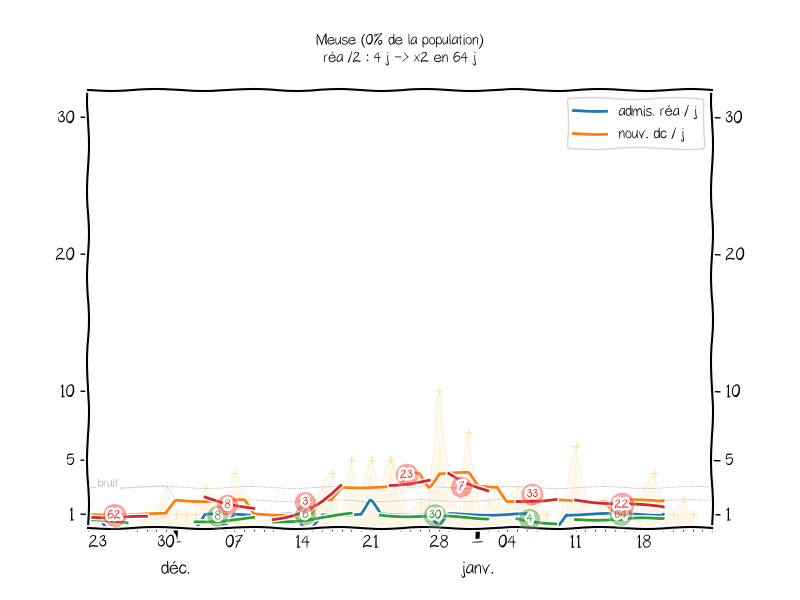 Meuse (0% de la population)
réa /2 : 4 j -> x2 en 64 j
admis. réa / j
nouv. dc / j
30 30
20 20
10 10
5 5
bruit
1 1
62 8 8 3 6 23 30 7 33 4 22 64
23 30 07 14 21 28 04 11 18
déc. janv.